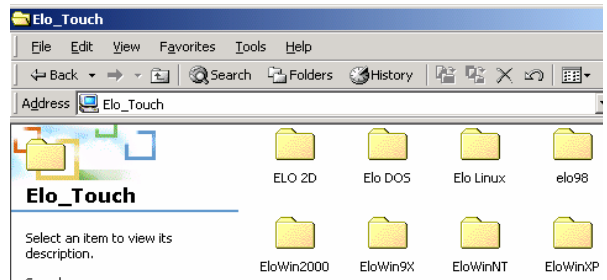 Elo_Touch
File Edit View Favorites Tools Help
Back Search Folders History
Address Elo_Touch
ELO 2D Elo DOS Elo Linux elo98
Elo_Touch
Select an item to view its
description.
EloWin2000 EloWin9X EloWinNT EloWinXP